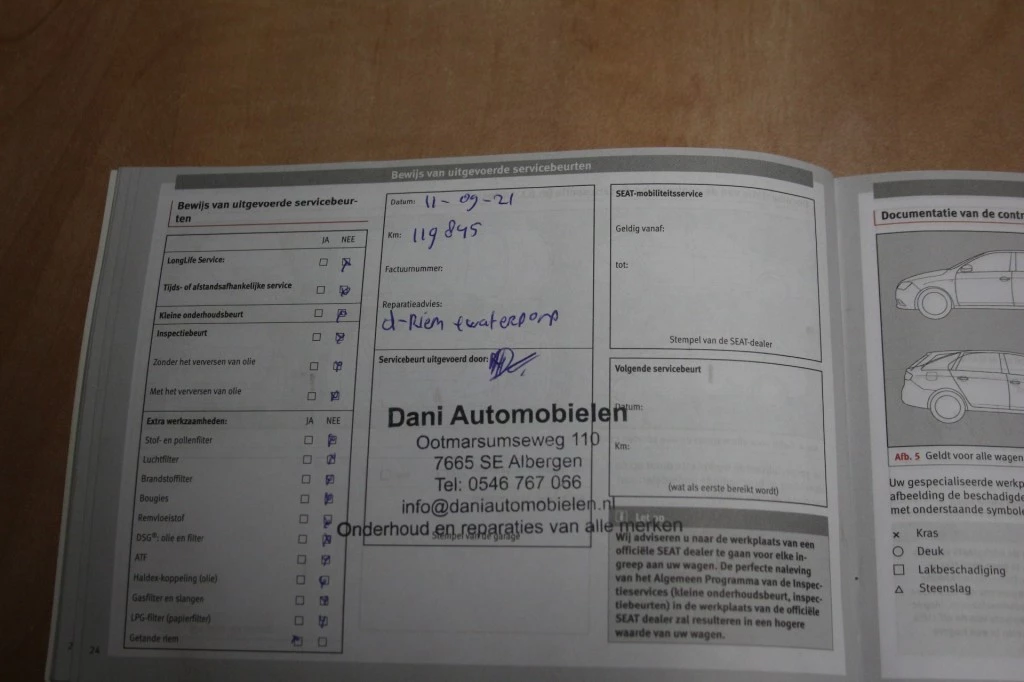 Bewijs van uitgevoerde servicebeurten
Bewijs van uitgevoerde servicebeur-
ten
JA NEE
LongLife Service:
Tijds- of afstandsafhankelijke service
Kleine onderhoudsbeurt
Inspectiebeurt
Zonder het verversen van olie
Met het verversen van olie
Extra werkzaamheden: JA NEE
Stof- en pollenfilter
Luchtfilter
Brandstoffilter
Bougies
Remvloeistof
DSG®: olie en filter
ATF
Haldex-koppeling (olie)
Gasfilter en slangen
LPG-filter (papierfilter)
Getande riem
24
Datum: 11-09-21
Km: 119845
Factuurnummer:
Reparatieadvies:
d-Riem + waterpomp
Servicebeurt uitgevoerd door:
Dani Automobielen
Ootmarsumseweg 110
7665 SE Albergen
Tel: 0546 767 066
info@daniautomobielen.nl
Onderhoud en reparaties van alle merken
Stempel van de garage
SEAT-mobiliteitsservice
Geldig vanaf:
tot:
Stempel van de SEAT-dealer
Volgende servicebeurt
Datum:
Km:
(wat als eerste bereikt wordt)
Let op
Wij adviseren u naar de werkplaats van een
officiële SEAT dealer te gaan voor elke in-
greep aan uw wagen. De perfecte naleving
van het Algemeen Programma van de Inspec-
tieservices (kleine onderhoudsbeurt, inspec-
tiebeurten) in de werkplaats van de officiële
SEAT dealer zal resulteren in een hogere
waarde van uw wagen.
Documentatie van de contr
Afb. 5 Geldt voor alle wagen
Uw gespecialiseerde werkp
afbeelding de beschadigde
met onderstaande symbole
Kras
Deuk
Lakbeschadiging
Steenslag